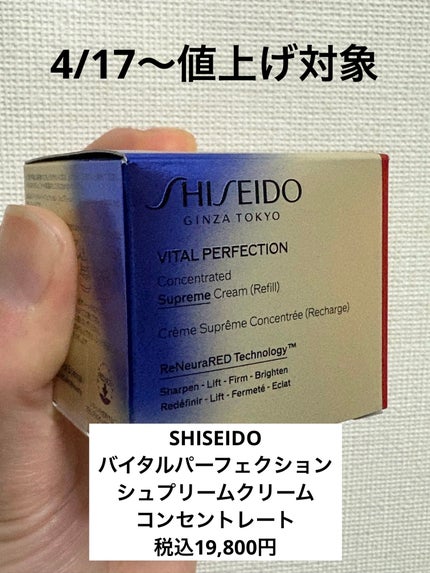 4/17〜値上げ対象
SHISEIDO
GINZA TOKYO
VITAL PERFECTION
Concentrated
Supreme Cream (Refill)
Crème Suprême Concentrée (Recharge)
ReNeuraRED Technology™
Sharpen - Lift - Firm - Brighten
Redéfinir - Lift - Fermeté - Eclat
SHISEIDO
バイタルパーフェクション
シュプリームクリーム
コンセントレート
税込19,800円